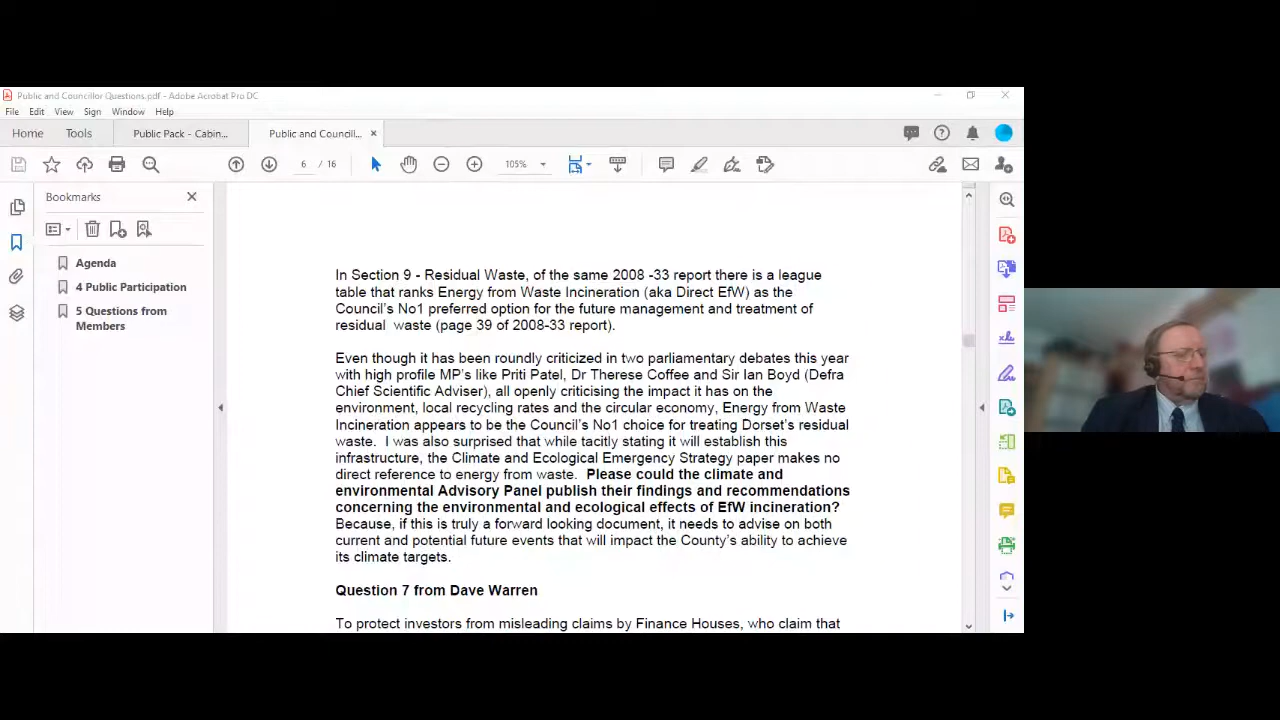 Public and Councillor Questions.pdf - Adobe Acrobat Pro DC
File Edit View Sign Window Help
Home Tools Public Pack - Cabin... Public and Councill... ×
6 / 16 105%
Bookmarks
Agenda
4 Public Participation
5 Questions from
Members
In Section 9 - Residual Waste, of the same 2008 -33 report there is a league
table that ranks Energy from Waste Incineration (aka Direct EfW) as the
Council's No1 preferred option for the future management and treatment of
residual waste (page 39 of 2008-33 report).
Even though it has been roundly criticized in two parliamentary debates this year
with high profile MP's like Priti Patel, Dr Therese Coffee and Sir Ian Boyd (Defra
Chief Scientific Adviser), all openly criticising the impact it has on the
environment, local recycling rates and the circular economy, Energy from Waste
Incineration appears to be the Council's No1 choice for treating Dorset's residual
waste. I was also surprised that while tacitly stating it will establish this
infrastructure, the Climate and Ecological Emergency Strategy paper makes no
direct reference to energy from waste. Please could the climate and
environmental Advisory Panel publish their findings and recommendations
concerning the environmental and ecological effects of EfW incineration?
Because, if this is truly a forward looking document, it needs to advise on both
current and potential future events that will impact the County's ability to achieve
its climate targets.
Question 7 from Dave Warren
To protect investors from misleading claims by Finance Houses, who claim that